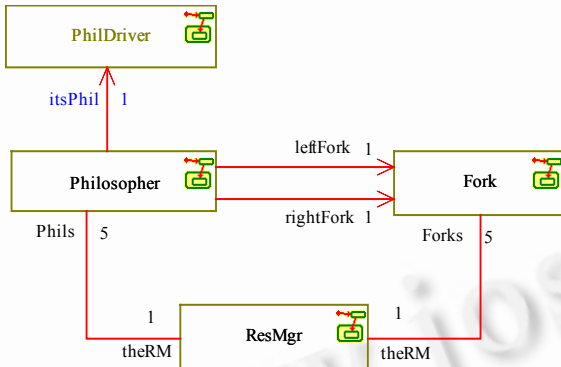 PhilDriver
itsPhil 1
leftFork 1
Philosopher
Fork
rightFork 1
Phils 5
Forks 5
1
ResMgr
1
theRM
theRM